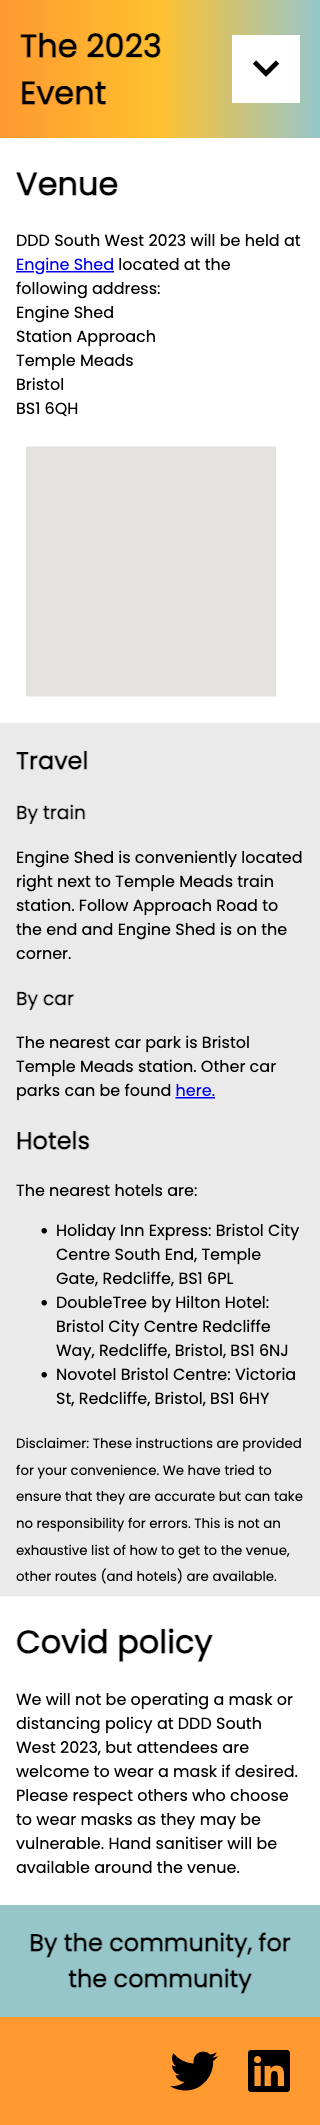 The 2023
Event
Venue
DDD South West 2023 will be held at
Engine Shed located at the
following address:
Engine Shed
Station Approach
Temple Meads
Bristol
BS1 6QH
Travel
By train
Engine Shed is conveniently located
right next to Temple Meads train
station. Follow Approach Road to
the end and Engine Shed is on the
corner.
By car
The nearest car park is Bristol
Temple Meads station. Other car
parks can be found here.
Hotels
The nearest hotels are:
• Holiday Inn Express: Bristol City
Centre South End, Temple
Gate, Redcliffe, BS1 6PL
• DoubleTree by Hilton Hotel:
Bristol City Centre Redcliffe
Way, Redcliffe, Bristol, BS1 6NJ
• Novotel Bristol Centre: Victoria
St, Redcliffe, Bristol, BS1 6HY
Disclaimer: These instructions are provided
for your convenience. We have tried to
ensure that they are accurate but can take
no responsibility for errors. This is not an
exhaustive list of how to get to the venue,
other routes (and hotels) are available.
Covid policy
We will not be operating a mask or
distancing policy at DDD South
West 2023, but attendees are
welcome to wear a mask if desired.
Please respect others who choose
to wear masks as they may be
vulnerable. Hand sanitiser will be
available around the venue.
By the community, for
the community